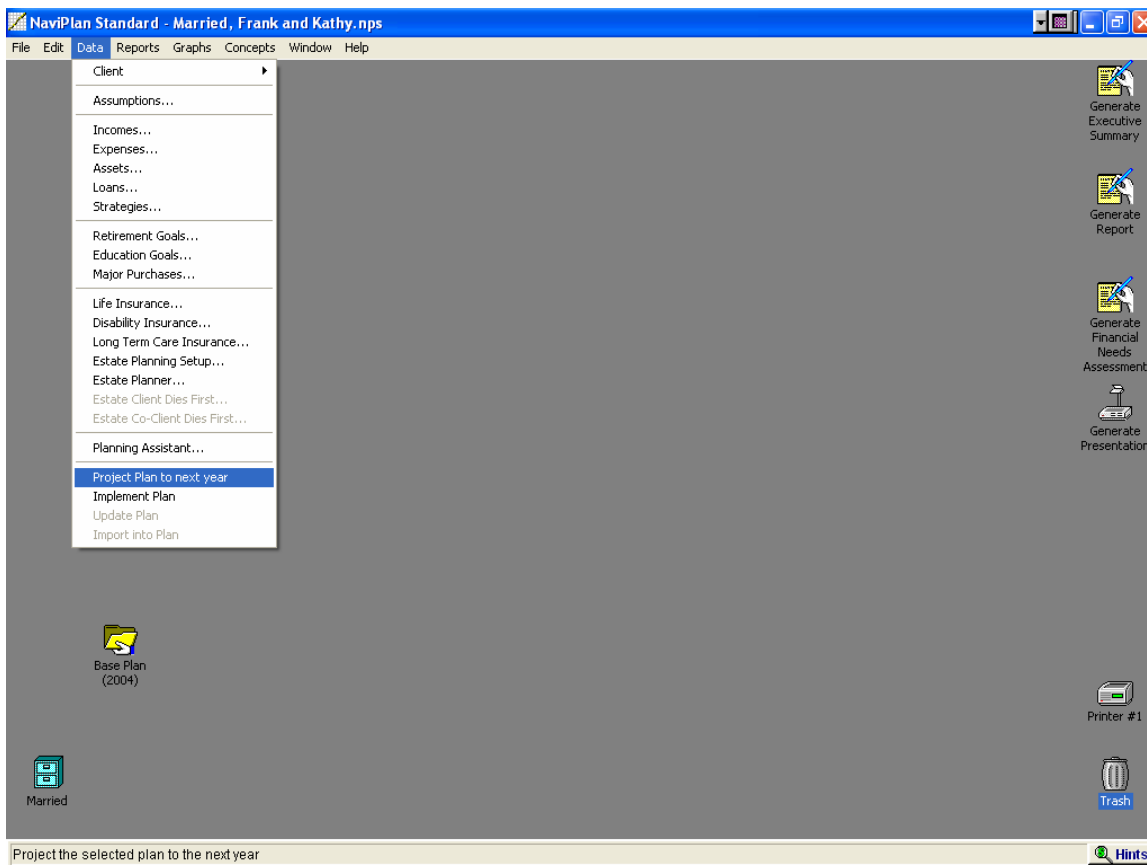 NaviPlan Standard - Married, Frank and Kathy.nps
File Edit Data Reports Graphs Concepts Window Help
Client
Assumptions...
Incomes...
Expenses...
Assets...
Loans...
Strategies...
Retirement Goals...
Education Goals...
Major Purchases...
Life Insurance...
Disability Insurance...
Long Term Care Insurance...
Estate Planning Setup...
Estate Planner...
Estate Client Dies First...
Estate Co-Client Dies First...
Planning Assistant...
Project Plan to next year
Implement Plan
Update Plan
Import into Plan
Generate
Executive
Summary
Generate
Report
Generate
Financial
Needs
Assessment
Generate
Presentation
Base Plan
(2004)
Printer #1
Married
Trash
Project the selected plan to the next year
Hints